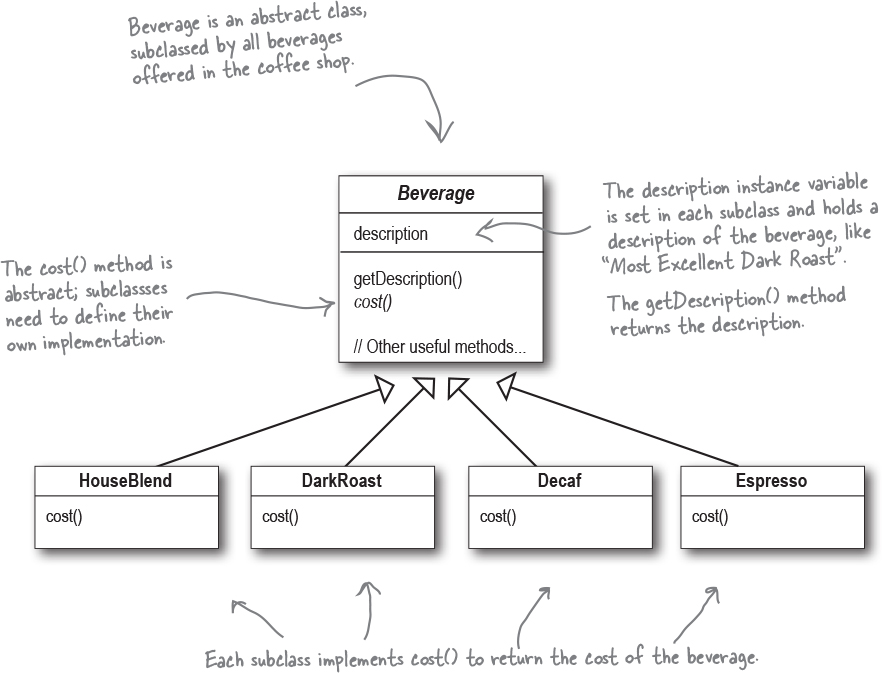 Beverage is an abstract class,
subclassed by all beverages
offered in the coffee shop.
Beverage
description
getDescription()
cost()
// Other useful methods...
The description instance variable
is set in each subclass and holds a
description of the beverage, like
“Most Excellent Dark Roast”.
The getDescription() method
returns the description.
The cost() method is
abstract; subclassses
need to define their
own implementation.
HouseBlend
cost()
DarkRoast
cost()
Decaf
cost()
Espresso
cost()
Each subclass implements cost() to return the cost of the beverage.